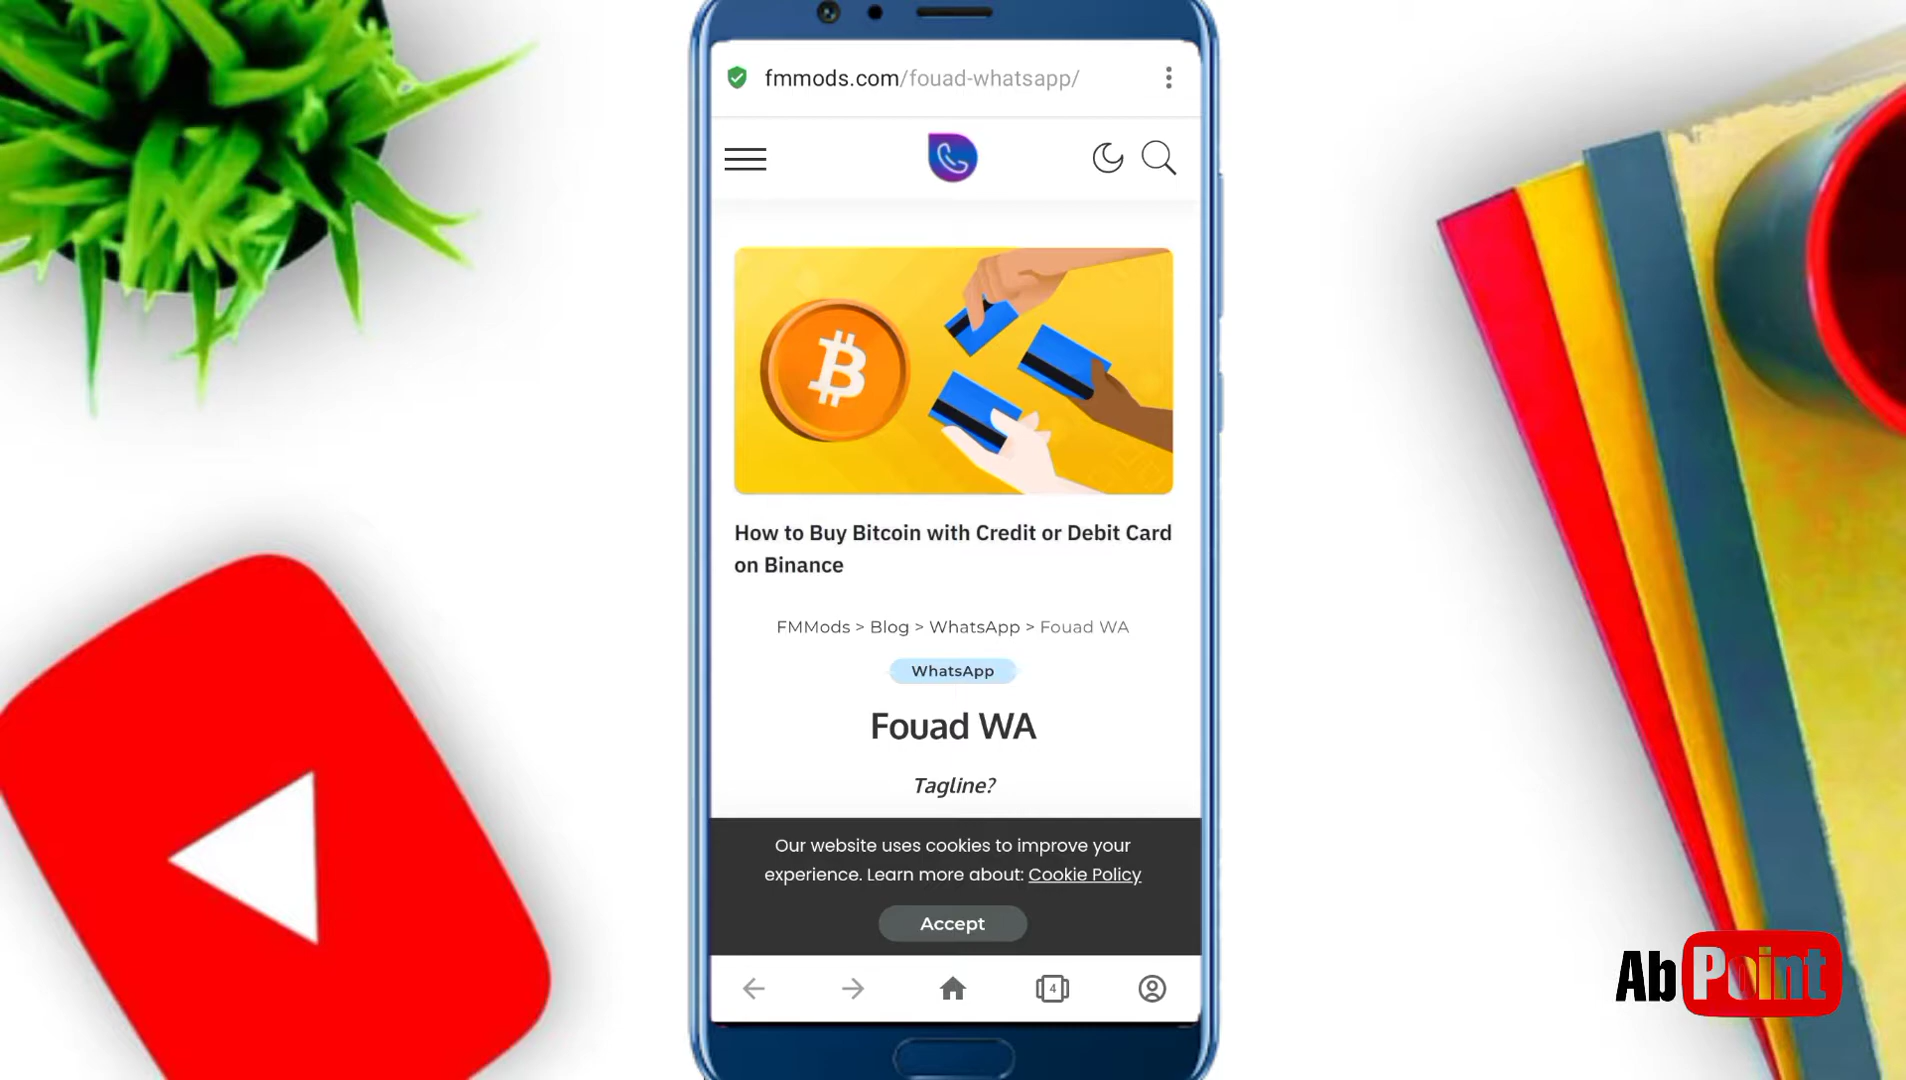 fmmods.com/fouad-whatsapp/
How to Buy Bitcoin with Credit or Debit Card
on Binance
FMMods > Blog > WhatsApp > Fouad WA
WhatsApp
Fouad WA
Tagline?
Our website uses cookies to improve your
experience. Learn more about: Cookie Policy
Accept
4
Ab Point